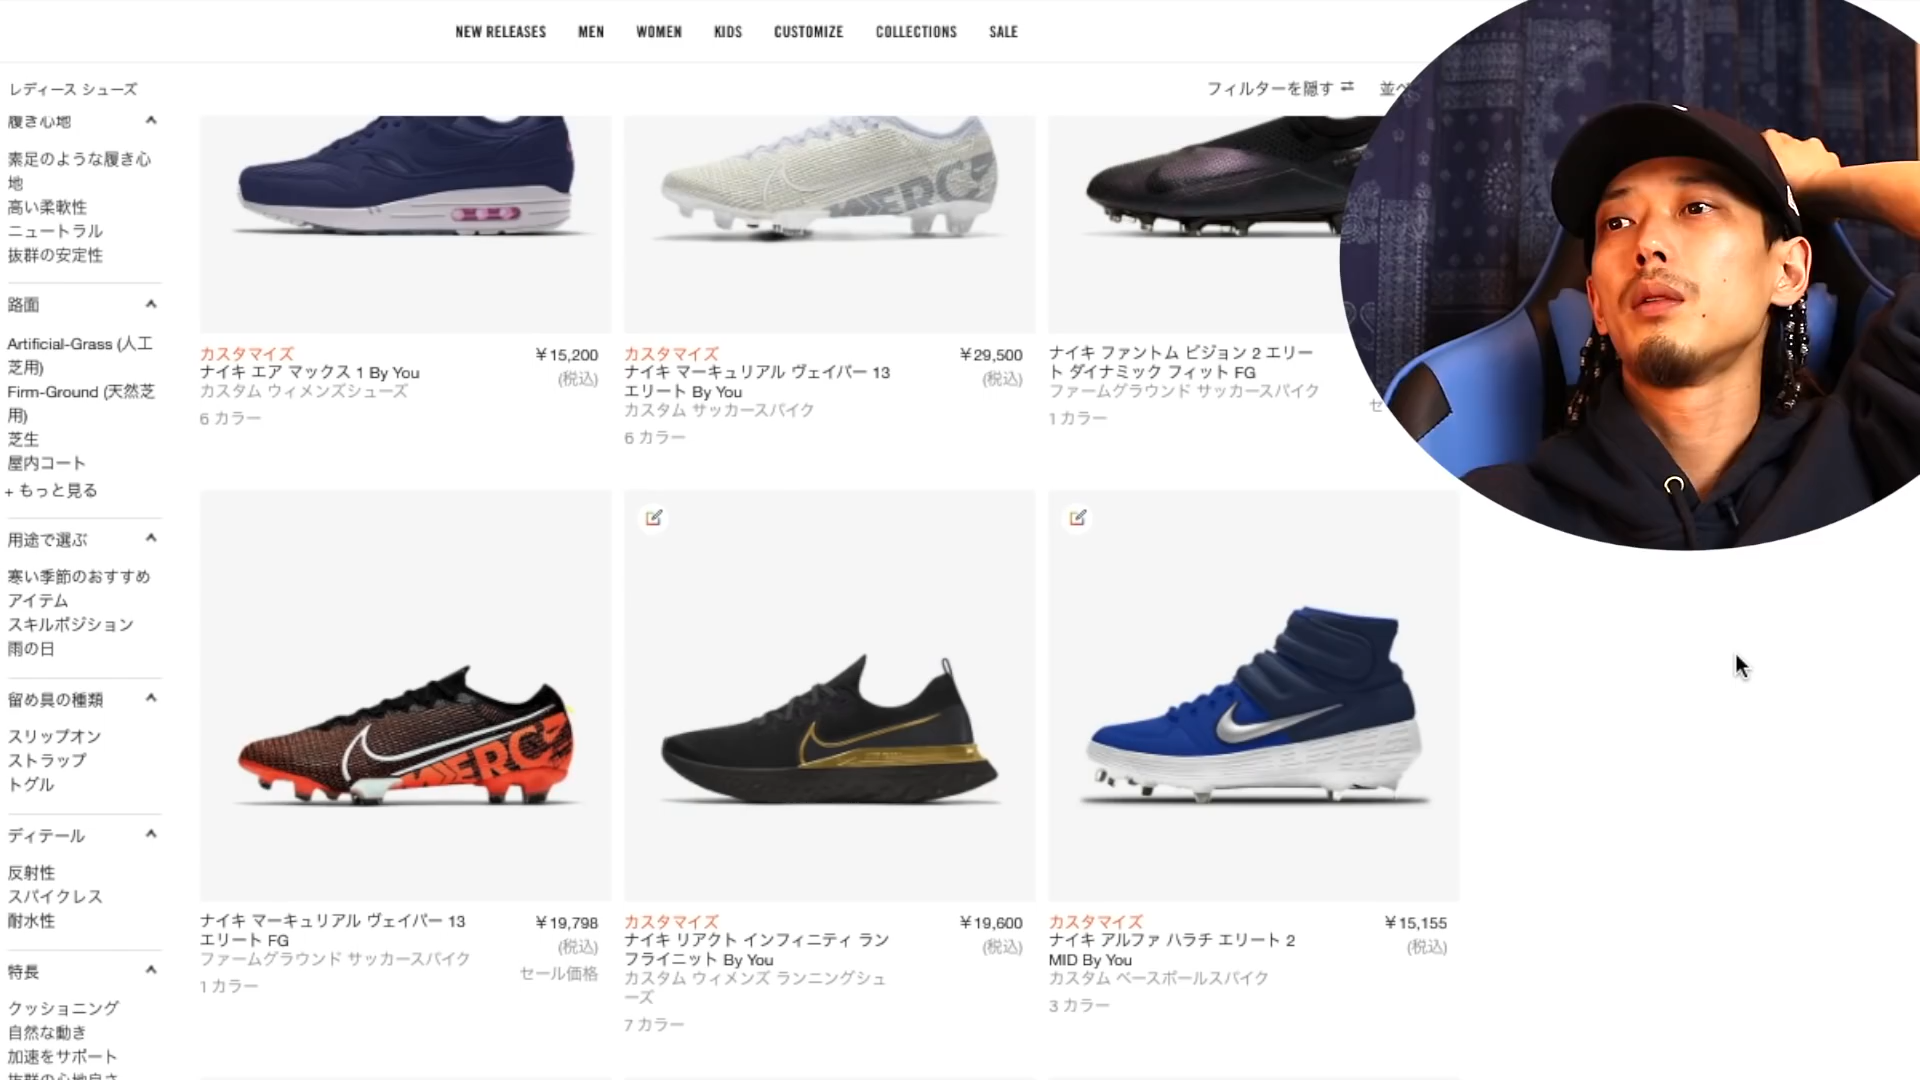 NEW RELEASES MEN WOMEN KIDS CUSTOMIZE COLLECTIONS SALE
レディース シューズ
フィルターを隠す 並べ
履き心地
素足のような履き心
地
高い柔軟性
ニュートラル
抜群の安定性
路面
Artificial-Grass (人工
芝用)
Firm-Ground (天然芝
用)
芝生
屋内コート
+ もっと見る
用途で選ぶ
寒い季節のおすすめ
アイテム
スキルポジション
雨の日
留め具の種類
スリップオン
ストラップ
トグル
ディテール
反射性
スパイクレス
耐水性
特長
クッショニング
自然な動き
加速をサポート
抜群の心地良さ
カスタマイズ ￥15,200
ナイキ エア マックス 1 By You (税込)
カスタム ウィメンズシューズ
6 カラー
MERC
カスタマイズ ￥29,500
ナイキ マーキュリアル ヴェイパー 13 (税込)
エリート By You
カスタム サッカースパイク
6 カラー
ナイキ ファントム ビジョン 2 エリー
ト ダイナミック フィット FG
ファームグラウンド サッカースパイク
セ
1 カラー
MERC
ナイキ マーキュリアル ヴェイパー 13 ￥19,798
エリート FG (税込)
ファームグラウンド サッカースパイク セール価格
1 カラー
カスタマイズ ￥19,600
ナイキ リアクト インフィニティ ラン (税込)
フライニット By You
カスタム ウィメンズ ランニングシュ
ーズ
7 カラー
カスタマイズ ￥15,155
ナイキ アルファ ハラチ エリート 2 (税込)
MID By You
カスタム ベースボールスパイク
3 カラー